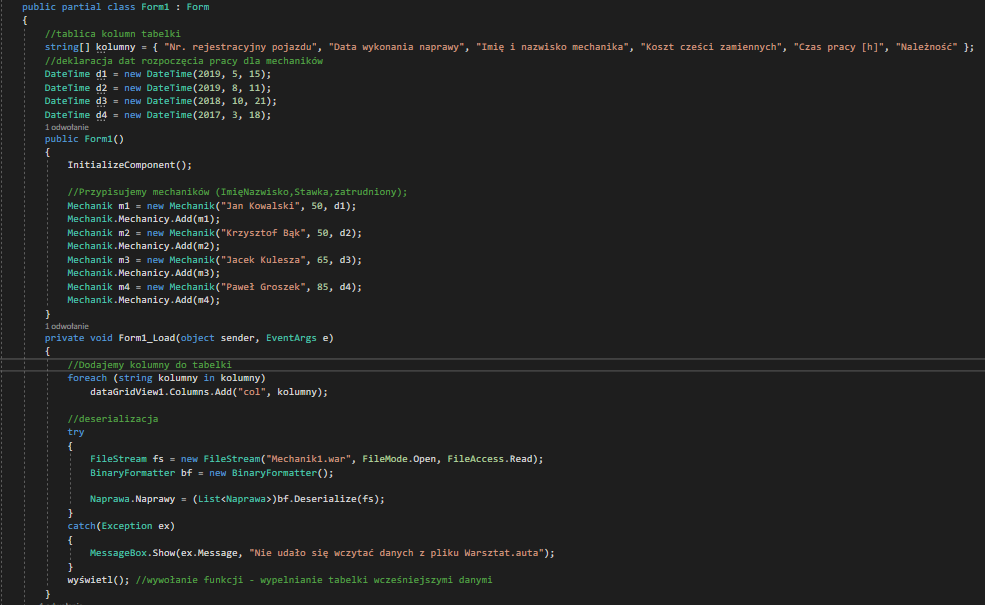 public partial class Form1 : Form
{
//tablica kolumn tabelki
string[] kolumny = { "Nr. rejestracyjny pojazdu", "Data wykonania naprawy", "Imię i nazwisko mechanika", "Koszt cześci zamiennych", "Czas pracy [h]", "Należność" };
//deklaracja dat rozpoczęcia pracy dla mechaników
DateTime d1 = new DateTime(2019, 5, 15);
DateTime d2 = new DateTime(2019, 8, 11);
DateTime d3 = new DateTime(2018, 10, 21);
DateTime d4 = new DateTime(2017, 3, 18);
1 odwołanie
public Form1()
{
InitializeComponent();
//Przypisujemy mechaników (ImięNazwisko,Stawka,zatrudniony);
Mechanik m1 = new Mechanik("Jan Kowalski", 50, d1);
Mechanik.Mechanicy.Add(m1);
Mechanik m2 = new Mechanik("Krzysztof Bąk", 50, d2);
Mechanik.Mechanicy.Add(m2);
Mechanik m3 = new Mechanik("Jacek Kulesza", 65, d3);
Mechanik.Mechanicy.Add(m3);
Mechanik m4 = new Mechanik("Paweł Groszek", 85, d4);
Mechanik.Mechanicy.Add(m4);
}
1 odwołanie
private void Form1_Load(object sender, EventArgs e)
{
//Dodajemy kolumny do tabelki
foreach (string kolumny in kolumny)
dataGridView1.Columns.Add("col", kolumny);
//deserializacja
try
{
FileStream fs = new FileStream("Mechanik1.war", FileMode.Open, FileAccess.Read);
BinaryFormatter bf = new BinaryFormatter();
Naprawa.Naprawy = (List<Naprawa>)bf.Deserialize(fs);
}
catch(Exception ex)
{
MessageBox.Show(ex.Message, "Nie udało się wczytać danych z pliku Warsztat.auta");
}
wyświetl(); //wywołanie funkcji - wypelnianie tabelki wcześniejszymi danymi
}